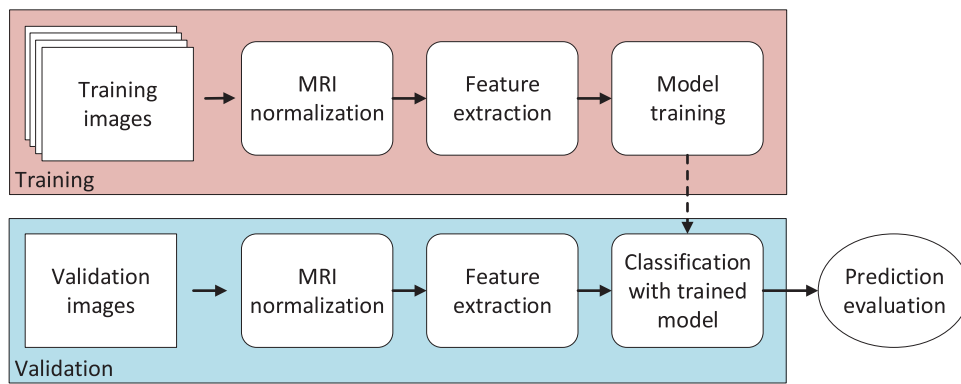 Training
images
MRI
normalization
Feature
extraction
Model
training
Training
Validation
images
MRI
normalization
Feature
extraction
Classification
with trained
model
Prediction
evaluation
Validation